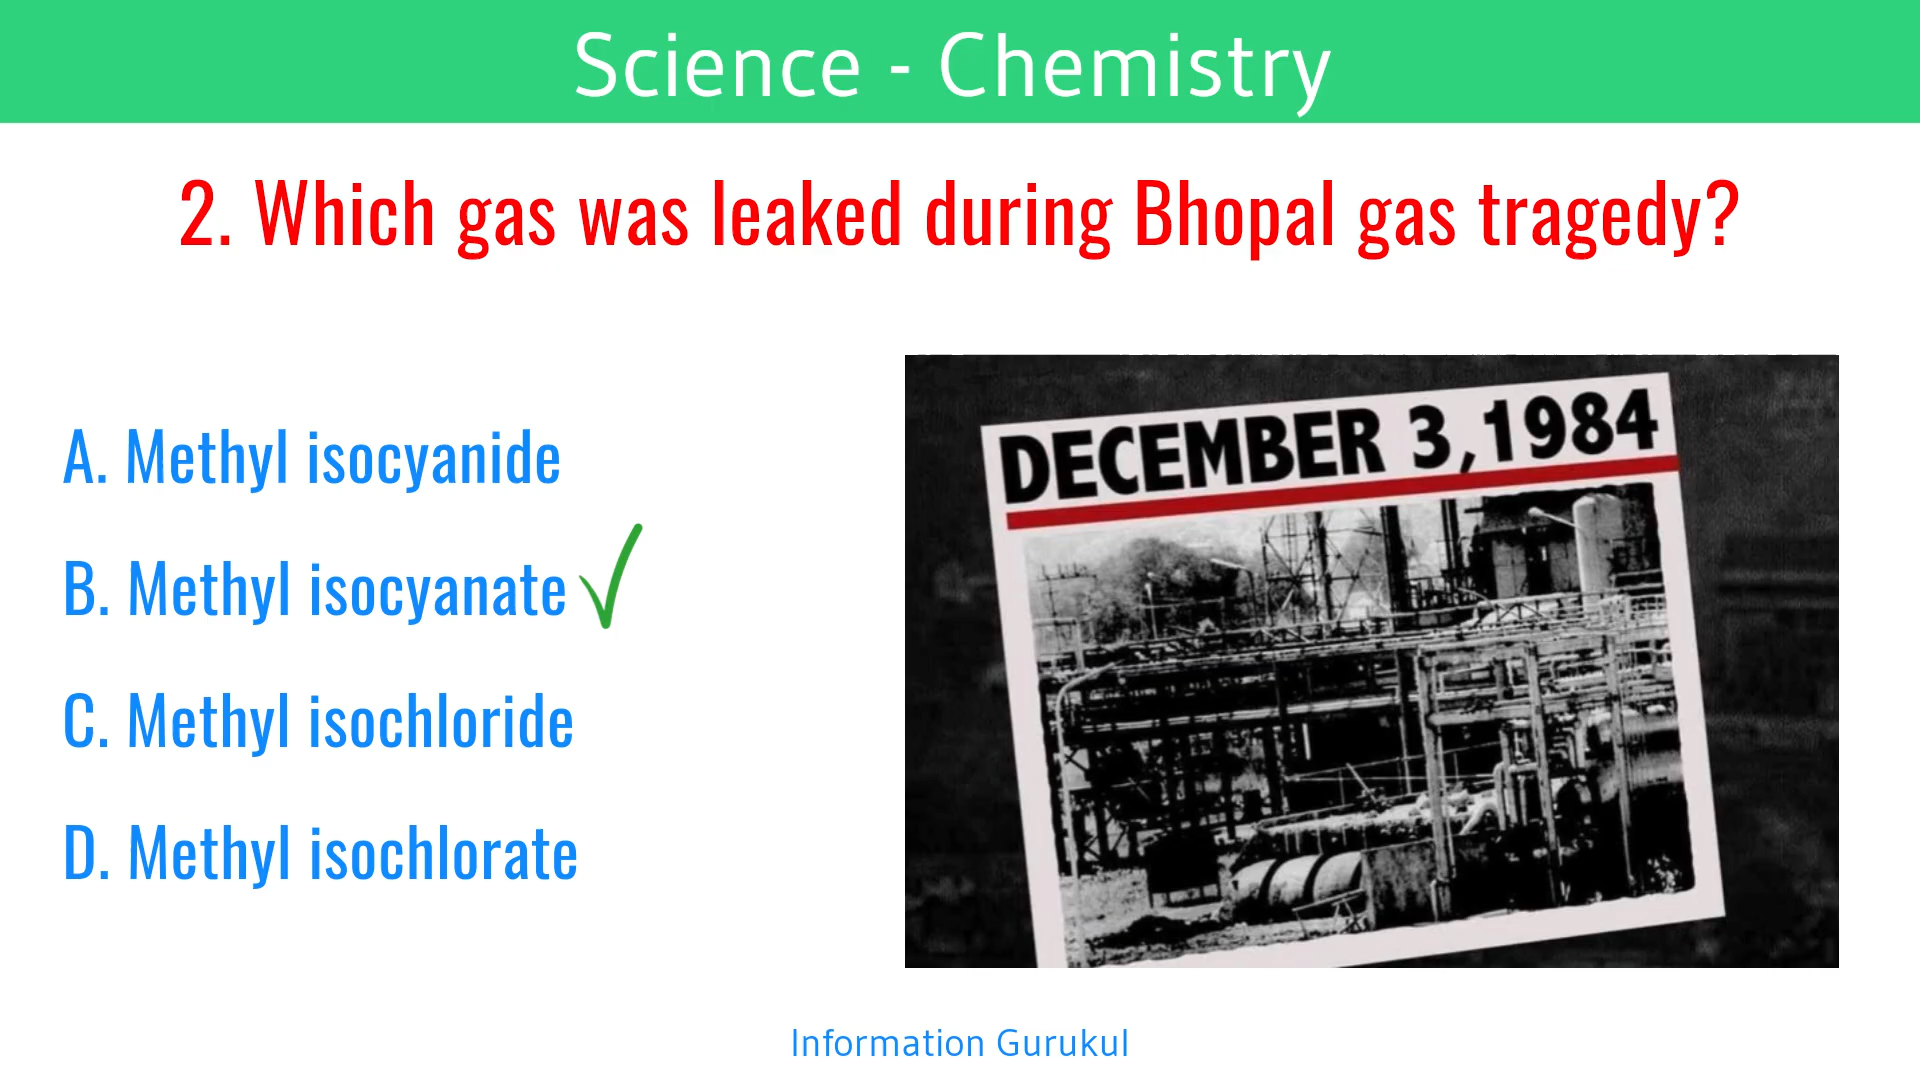 Science - Chemistry
2. Which gas was leaked during Bhopal gas tragedy?
A. Methyl isocyanide
B. Methyl isocyanate
C. Methyl isochloride
D. Methyl isochlorate
DECEMBER 3,1984
Information Gurukul